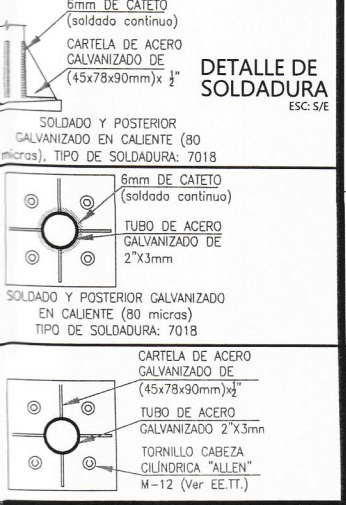 6mm DE CATETO
(soldado continuo)
CARTELA DE ACERO
GALVANIZADO DE
(45x78x90mm)x ½"
DETALLE DE
SOLDADURA
ESC: S/E
SOLDADO Y POSTERIOR
GALVANIZADO EN CALIENTE (80
micras), TIPO DE SOLDADURA: 7018
6mm DE CATETO
(soldado continuo)
TUBO DE ACERO
GALVANIZADO DE
2"X3mm
SOLDADO Y POSTERIOR GALVANIZADO
EN CALIENTE (80 micras)
TIPO DE SOLDADURA: 7018
CARTELA DE ACERO
GALVANIZADO DE
(45x78x90mm)x½"
TUBO DE ACERO
GALVANIZADO 2"X3mm
TORNILLO CABEZA
CILÍNDRICA "ALLEN"
M-12 (Ver EE.TT.)